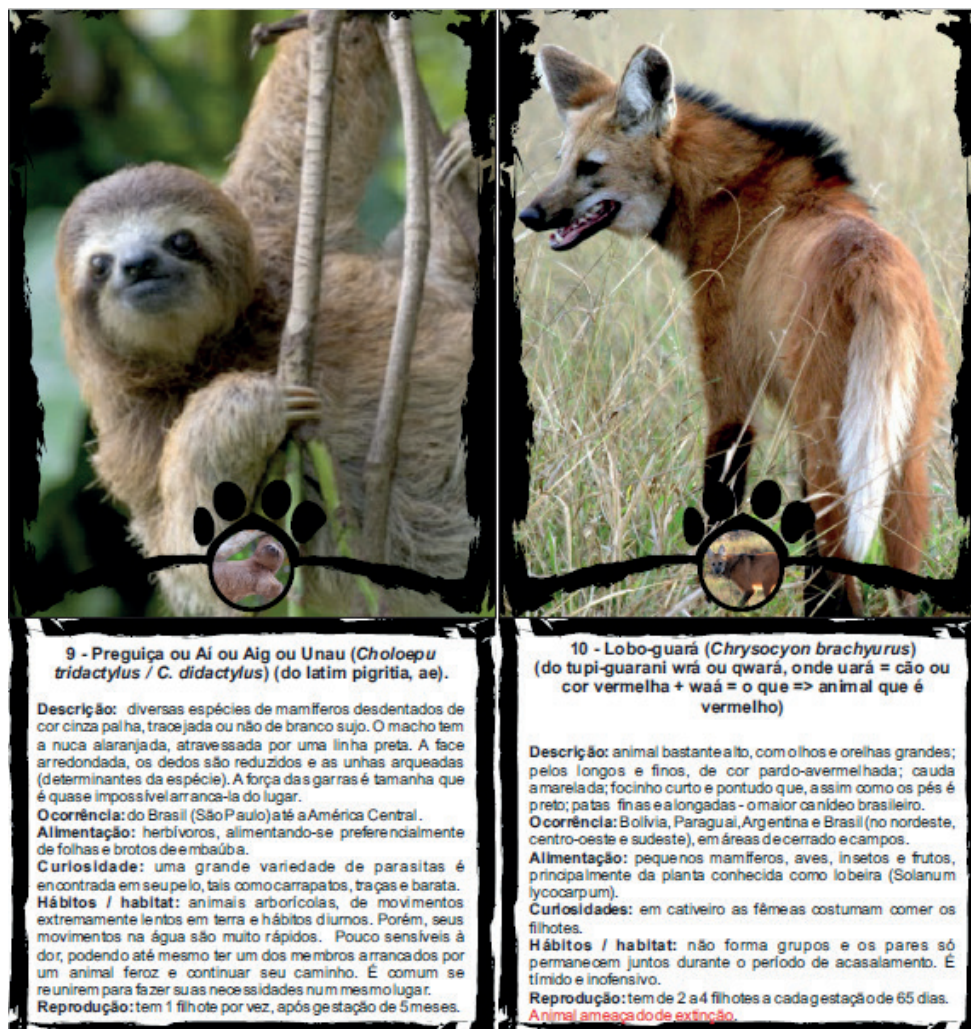 9 - Preguiça ou Aí ou Aig ou Unau (Choloepu
tridactylus / C. didactylus) (do latim pigritia, ae).
Descrição: diversas espécies de mamíferos desdentados de
cor cinza palha, tracejada ou não de branco sujo. O macho tem
a nuca alaranjada, atravessada por uma linha preta. A face
arredondada, os dedos são reduzidos e as unhas arqueadas
(determinantes da espécie). A força das garras é tamanha que
é quase impossível arranca-la do lugar.
Ocorrência: do Brasil (São Paulo) até a América Central.
Alimentação: herbívoros, alimentando-se preferencialmente
de folhas e brotos de embaúba.
Curiosidade: uma grande variedade de parasitas é
encontrada em seu pelo, tais como carrapatos, traças e barata.
Hábitos / habitat: animais arborícolas, de movimentos
extremamente lentos em terra e hábitos diurnos. Porém, seus
movimentos na água são muito rápidos. Pouco sensíveis à
dor, podendo até mesmo ter um dos membros arrancados por
um animal feroz e continuar seu caminho. É comum se
reunirem para fazer suas necessidades num mesmo lugar.
Reprodução: tem 1 filhote por vez, após gestação de 5 meses.
10 - Lobo-guará (Chrysocyon brachyurus)
(do tupi-guarani wrá ou qwará, onde uará = cão ou
cor vermelha + waá = o que => animal que é
vermelho)
Descrição: animal bastante alto, com olhos e orelhas grandes;
pelos longos e finos, de cor pardo-avermelhada; cauda
amarelada; focinho curto e pontudo que, assim como os pés é
preto; patas finas e alongadas - o maior canídeo brasileiro.
Ocorrência: Bolívia, Paraguai, Argentina e Brasil (no nordeste,
centro-oeste e sudeste), em áreas de cerrado e campos.
Alimentação: pequenos mamíferos, aves, insetos e frutos,
principalmente da planta conhecida como lobeira (Solanum
lycocarpum).
Curiosidades: em cativeiro as fêmeas costumam comer os
filhotes.
Hábitos / habitat: não forma grupos e os pares só
permanecem juntos durante o período de acasalamento. É
tímido e inofensivo.
Reprodução: tem de 2 a 4 filhotes a cada gestação de 65 dias.
Animal ameaçado de extinção.